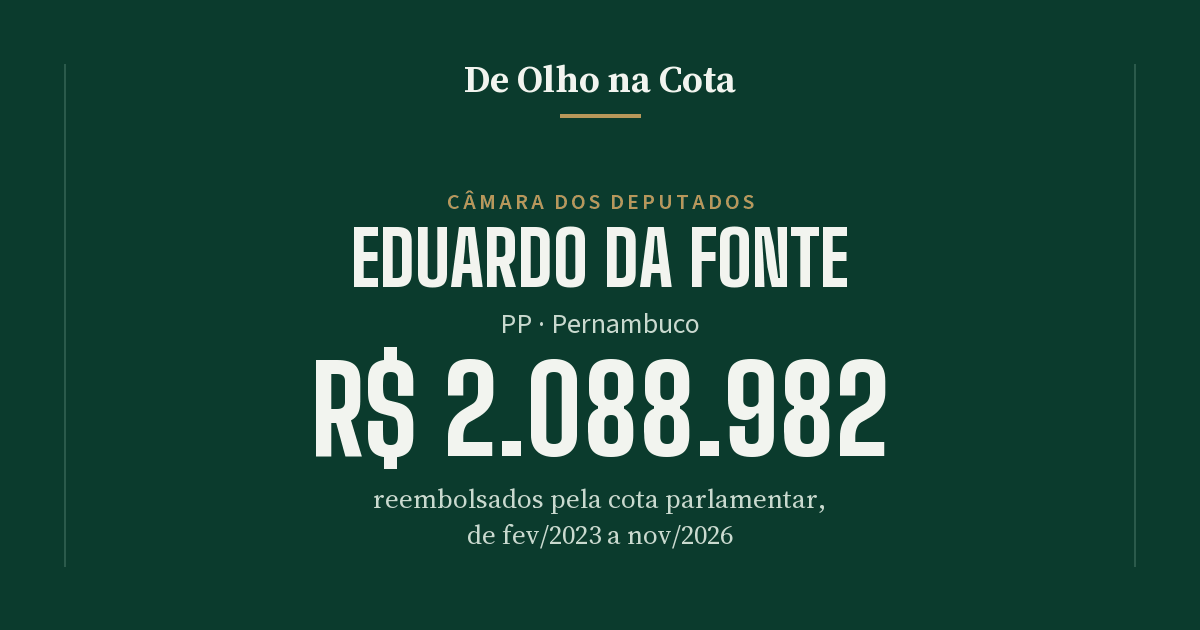 De Olho na Cota
CÂMARA DOS DEPUTADOS
EDUARDO DA FONTE
PP · Pernambuco
R$ 2.088.982
reembolsados pela cota parlamentar,
de fev/2023 a nov/2026